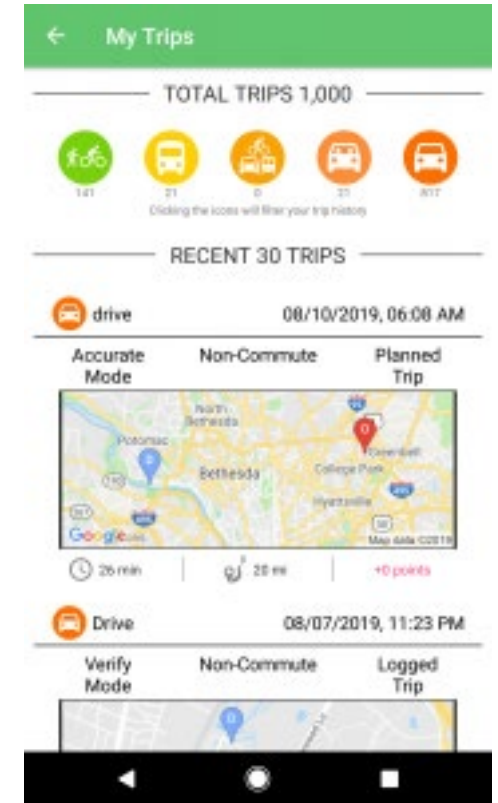 My Trips
TOTAL TRIPS 1,000
141 21 0 21 817
Clicking the icons will filter your trip history
RECENT 30 TRIPS
drive 08/10/2019, 06:08 AM
Accurate Mode Non-Commute Planned Trip
North Bethesda
Potomac
Bethesda
College Park
Greenbelt
Hyattsville
Google
Map data ©2019
26 min 20 mi +0 points
Drive 08/07/2019, 11:23 PM
Verify Mode Non-Commute Logged Trip